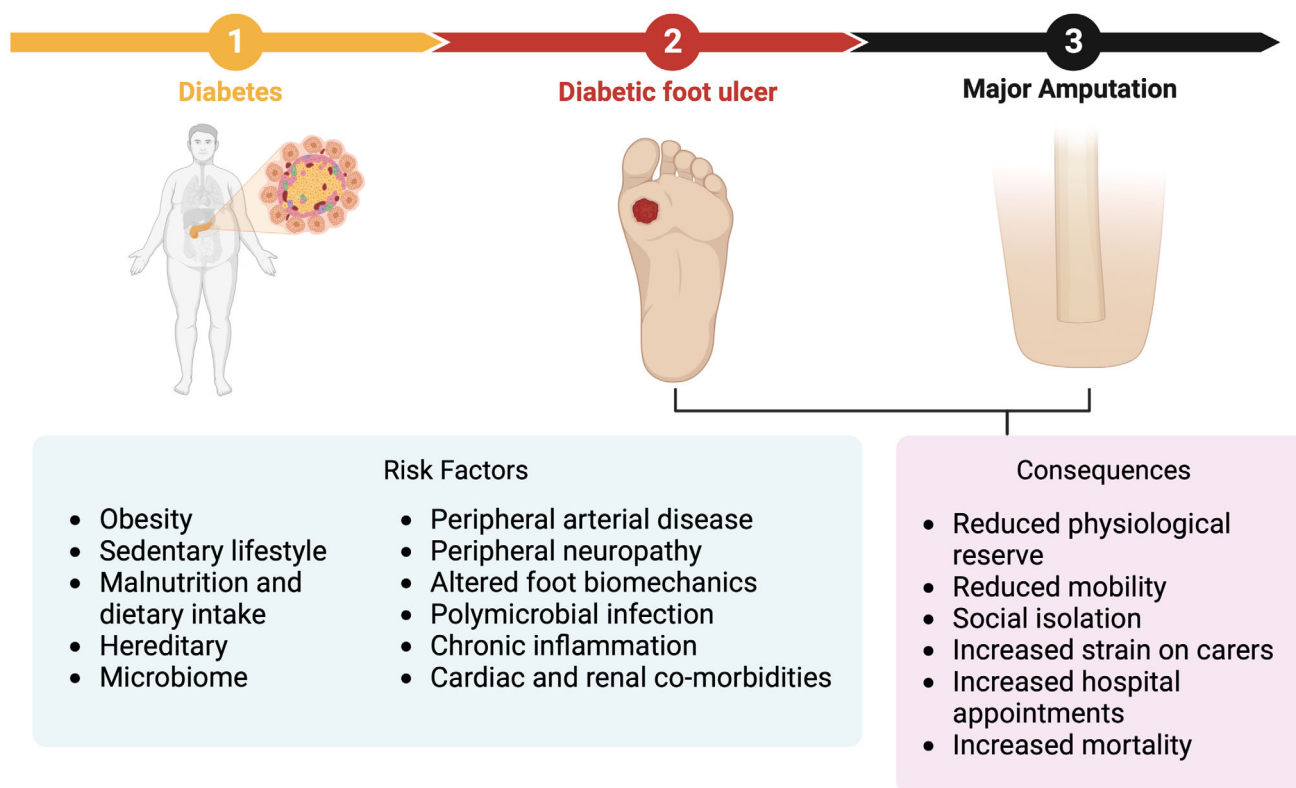 1
2
3
Diabetes
Diabetic foot ulcer
Major Amputation
Risk Factors
• Obesity
• Sedentary lifestyle
• Malnutrition and
dietary intake
• Hereditary
• Microbiome
• Peripheral arterial disease
• Peripheral neuropathy
• Altered foot biomechanics
• Polymicrobial infection
• Chronic inflammation
• Cardiac and renal co-morbidities
Consequences
• Reduced physiological
reserve
• Reduced mobility
• Social isolation
• Increased strain on carers
• Increased hospital
appointments
• Increased mortality